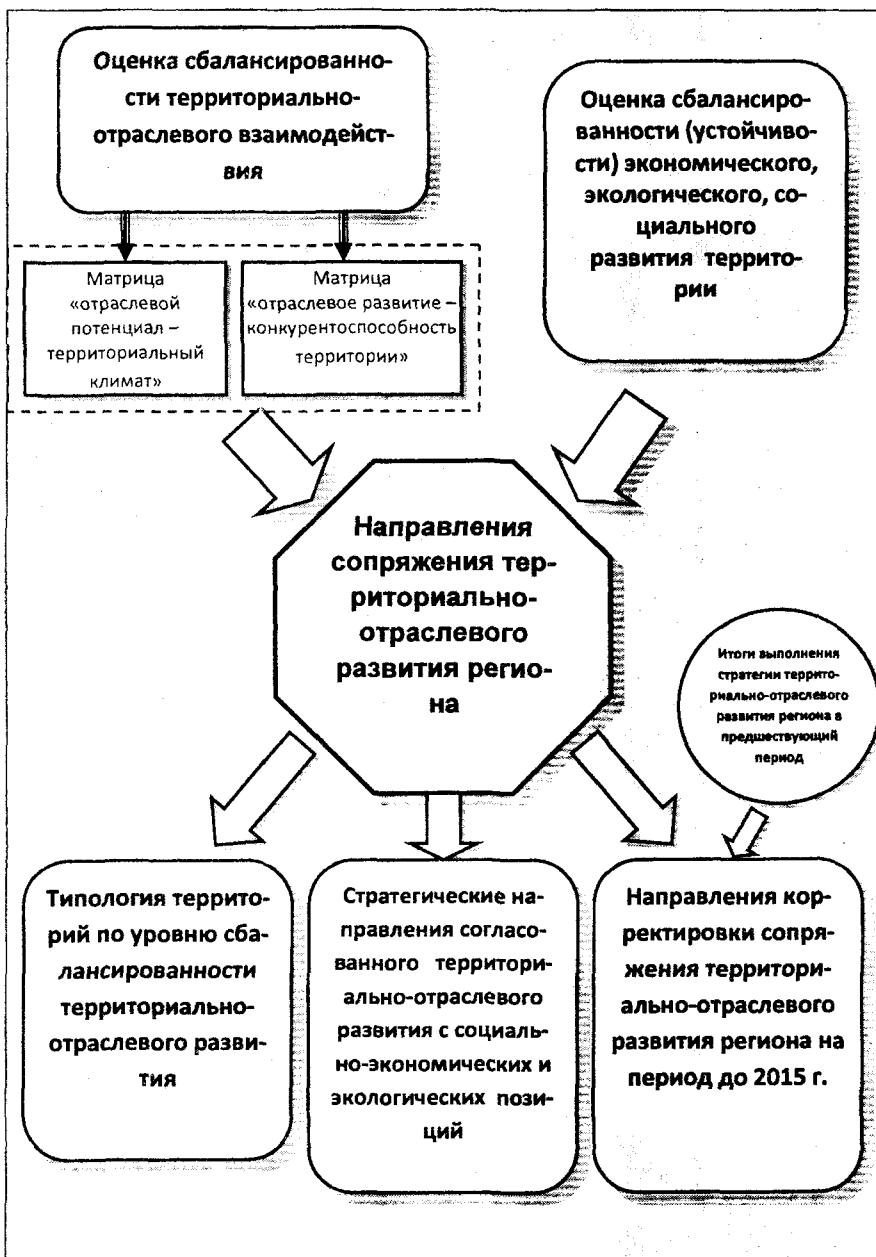 Оценка сбалансированно-
сти территориально-
отраслевого взаимодейст-
вия
Оценка сбалансиро-
ванности (устойчиво-
сти) экономического,
экологического, со-
циального
развития территo-
рии
Матрица
«отраслевой
потенциал –
территориальный
климат»
Матрица
«отраслевое развитие –
конкурентоспособность
территории»
Направления
сопряжения тер-
риториально-
отраслевого
развития регио-
на
Итоги выполнения
стратегии террито-
риально-отраслевого
развития региона в
предшествующий
период
Типология террито-
рий по уровню сба-
лансированности
территориально-
отраслевого разви-
тия
Стратегические на-
правления согласо-
ванного территори-
ально-отраслевого
развития с социаль-
но-экономических и
экологических пози-
ций
Направления кор-
ректировки сопря-
жения территори-
ально-отраслевого
развития региона на
период до 2015 г.